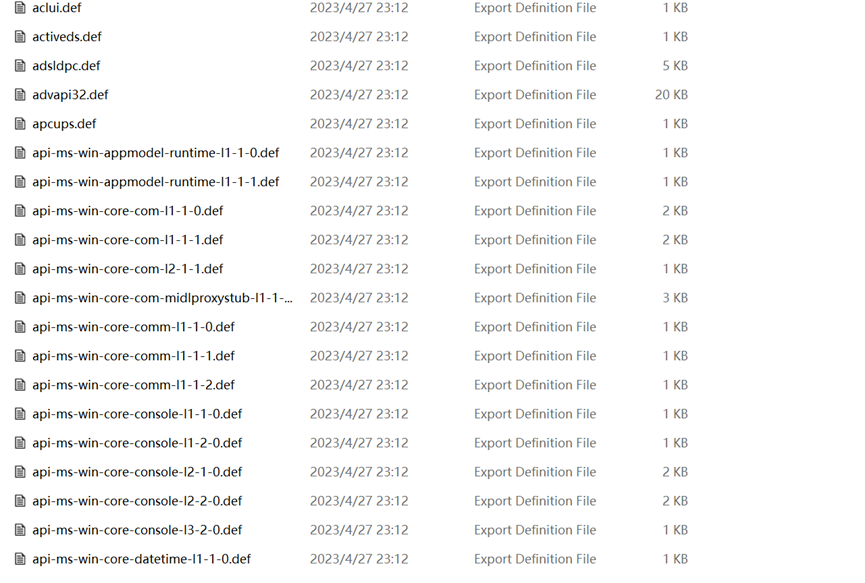 aclui.def 2023/4/27 23:12 Export Definition File 1 KB
activeds.def 2023/4/27 23:12 Export Definition File 1 KB
adsldpc.def 2023/4/27 23:12 Export Definition File 5 KB
advapi32.def 2023/4/27 23:12 Export Definition File 20 KB
apcups.def 2023/4/27 23:12 Export Definition File 1 KB
api-ms-win-appmodel-runtime-l1-1-0.def 2023/4/27 23:12 Export Definition File 1 KB
api-ms-win-appmodel-runtime-l1-1-1.def 2023/4/27 23:12 Export Definition File 1 KB
api-ms-win-core-com-l1-1-0.def 2023/4/27 23:12 Export Definition File 2 KB
api-ms-win-core-com-l1-1-1.def 2023/4/27 23:12 Export Definition File 2 KB
api-ms-win-core-com-l2-1-1.def 2023/4/27 23:12 Export Definition File 1 KB
api-ms-win-core-com-midlproxystub-l1-1-... 2023/4/27 23:12 Export Definition File 3 KB
api-ms-win-core-comm-l1-1-0.def 2023/4/27 23:12 Export Definition File 1 KB
api-ms-win-core-comm-l1-1-1.def 2023/4/27 23:12 Export Definition File 1 KB
api-ms-win-core-comm-l1-1-2.def 2023/4/27 23:12 Export Definition File 1 KB
api-ms-win-core-console-l1-1-0.def 2023/4/27 23:12 Export Definition File 1 KB
api-ms-win-core-console-l1-2-0.def 2023/4/27 23:12 Export Definition File 1 KB
api-ms-win-core-console-l2-1-0.def 2023/4/27 23:12 Export Definition File 2 KB
api-ms-win-core-console-l2-2-0.def 2023/4/27 23:12 Export Definition File 2 KB
api-ms-win-core-console-l3-2-0.def 2023/4/27 23:12 Export Definition File 1 KB
api-ms-win-core-datetime-l1-1-0.def 2023/4/27 23:12 Export Definition File 1 KB